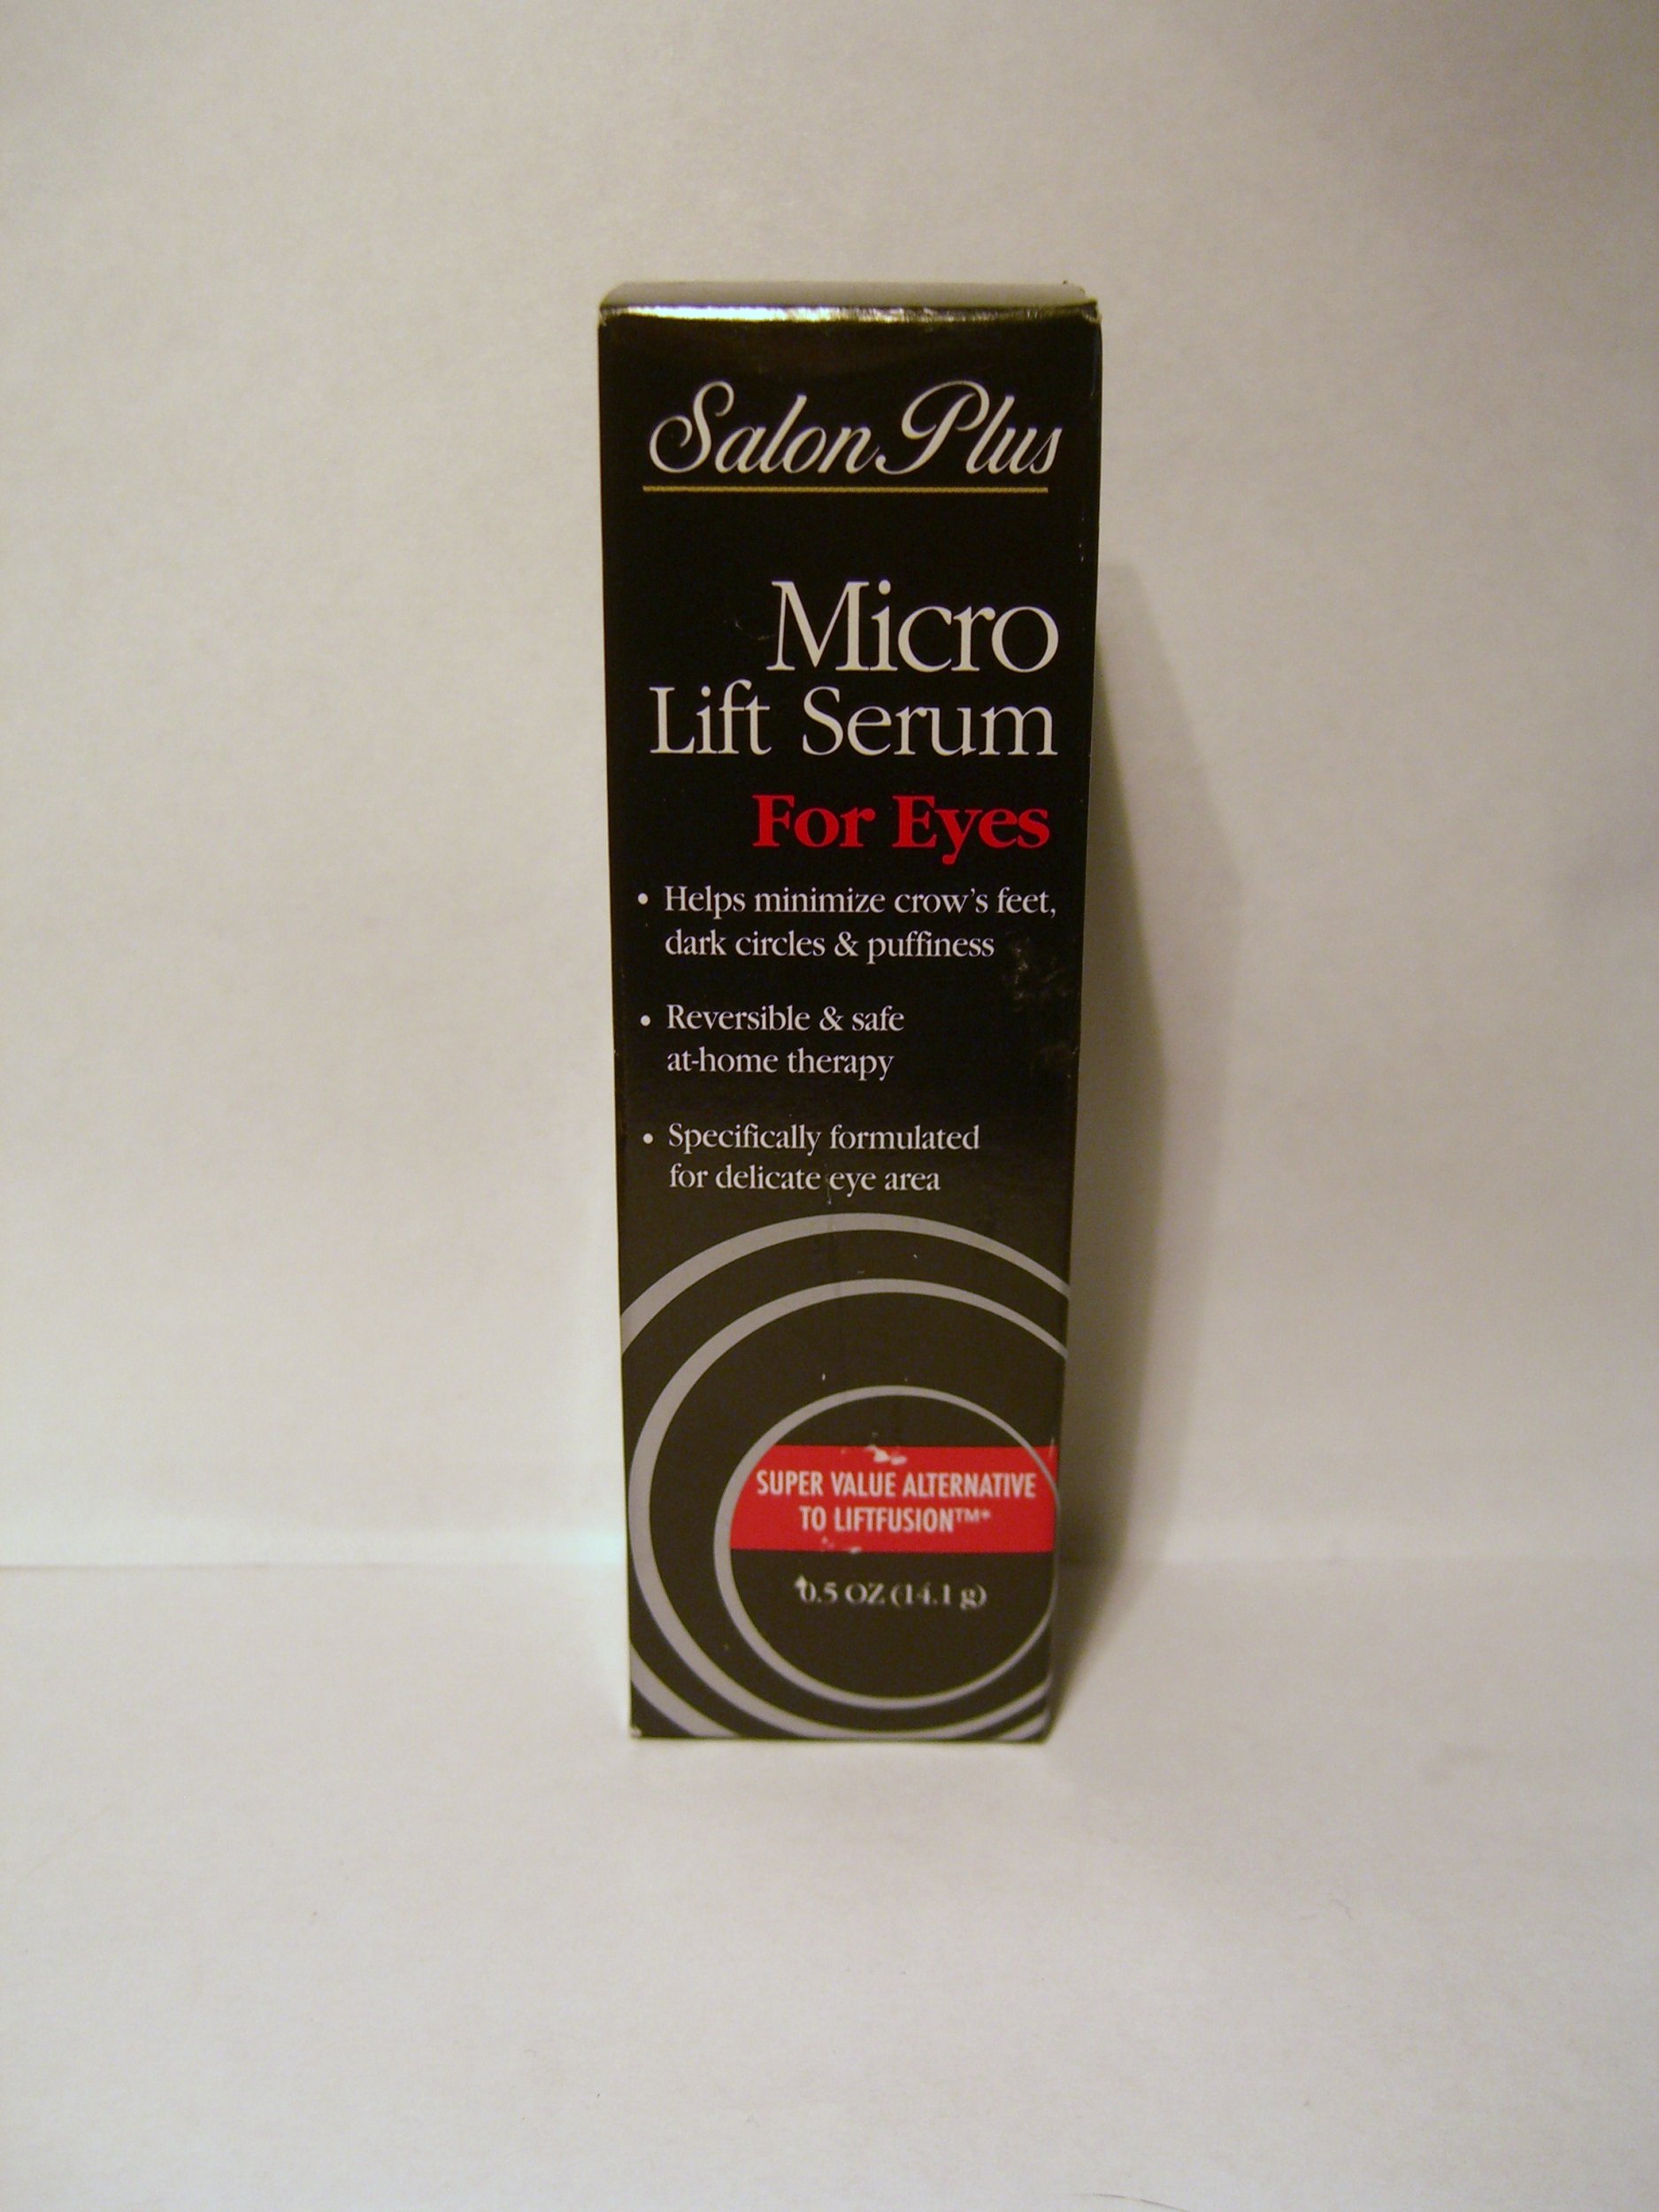 Salon Plus
Micro
Lift Serum
For Eyes
• Helps minimize crow's feet,
dark circles & puffiness
• Reversible & safe
at-home therapy
• Specifically formulated
for delicate eye area
SUPER VALUE ALTERNATIVE
TO LIFTFUSION™*
0.5 OZ (14.1 g)